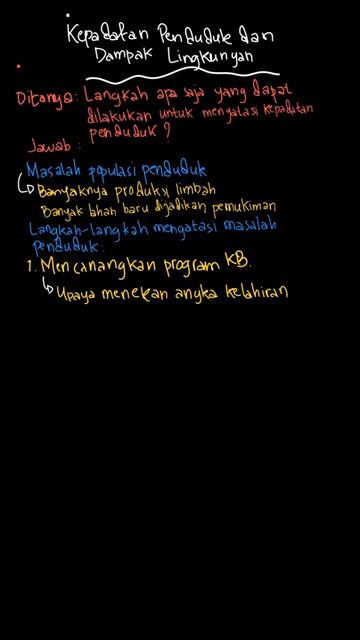 Kepadatan Penduduk dan
Dampak Lingkungan
Ditanya: Langkah apa saja yang dapat
dilakukan untuk mengatasi kepadatan
penduduk?
Jawab:
Masalah populasi penduduk
Banyaknya produksi limbah
Banyak lahan baru dijadikan pemukiman
Langkah-langkah mengatasi masalah
penduduk:
1. Mencanangkan program KB.
Upaya menekan angka kelahiran